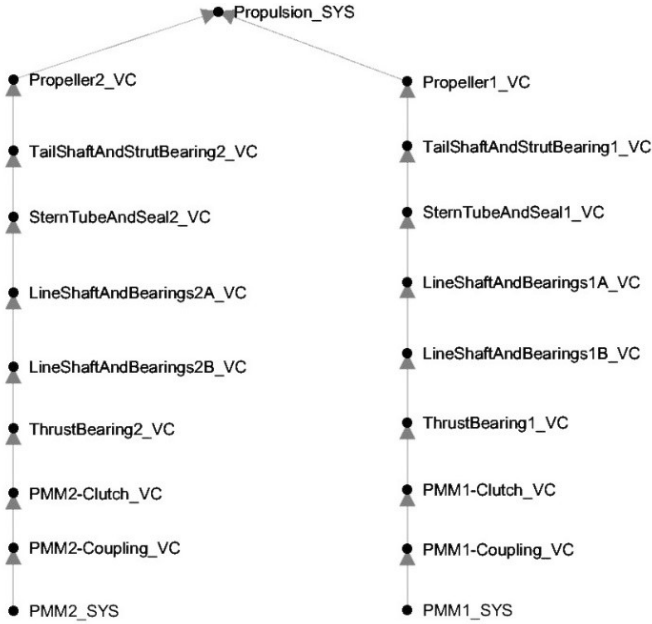 Propulsion_SYS
Propeller2_VC
Propeller1_VC
TailShaftAndStrutBearing2_VC
TailShaftAndStrutBearing1_VC
SternTubeAndSeal2_VC
SternTubeAndSeal1_VC
LineShaftAndBearings2A_VC
LineShaftAndBearings1A_VC
LineShaftAndBearings2B_VC
LineShaftAndBearings1B_VC
ThrustBearing2_VC
ThrustBearing1_VC
PMM2-Clutch_VC
PMM1-Clutch_VC
PMM2-Coupling_VC
PMM1-Coupling_VC
PMM2_SYS
PMM1_SYS